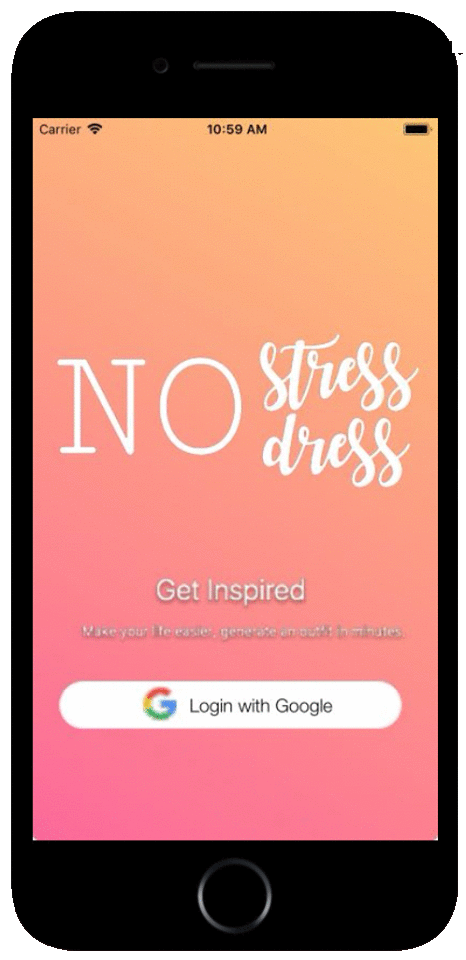 Carrier 10:59 AM
NO stress
dress
Get Inspired
Make your life easier, generate an outfit in minutes.
Login with Google